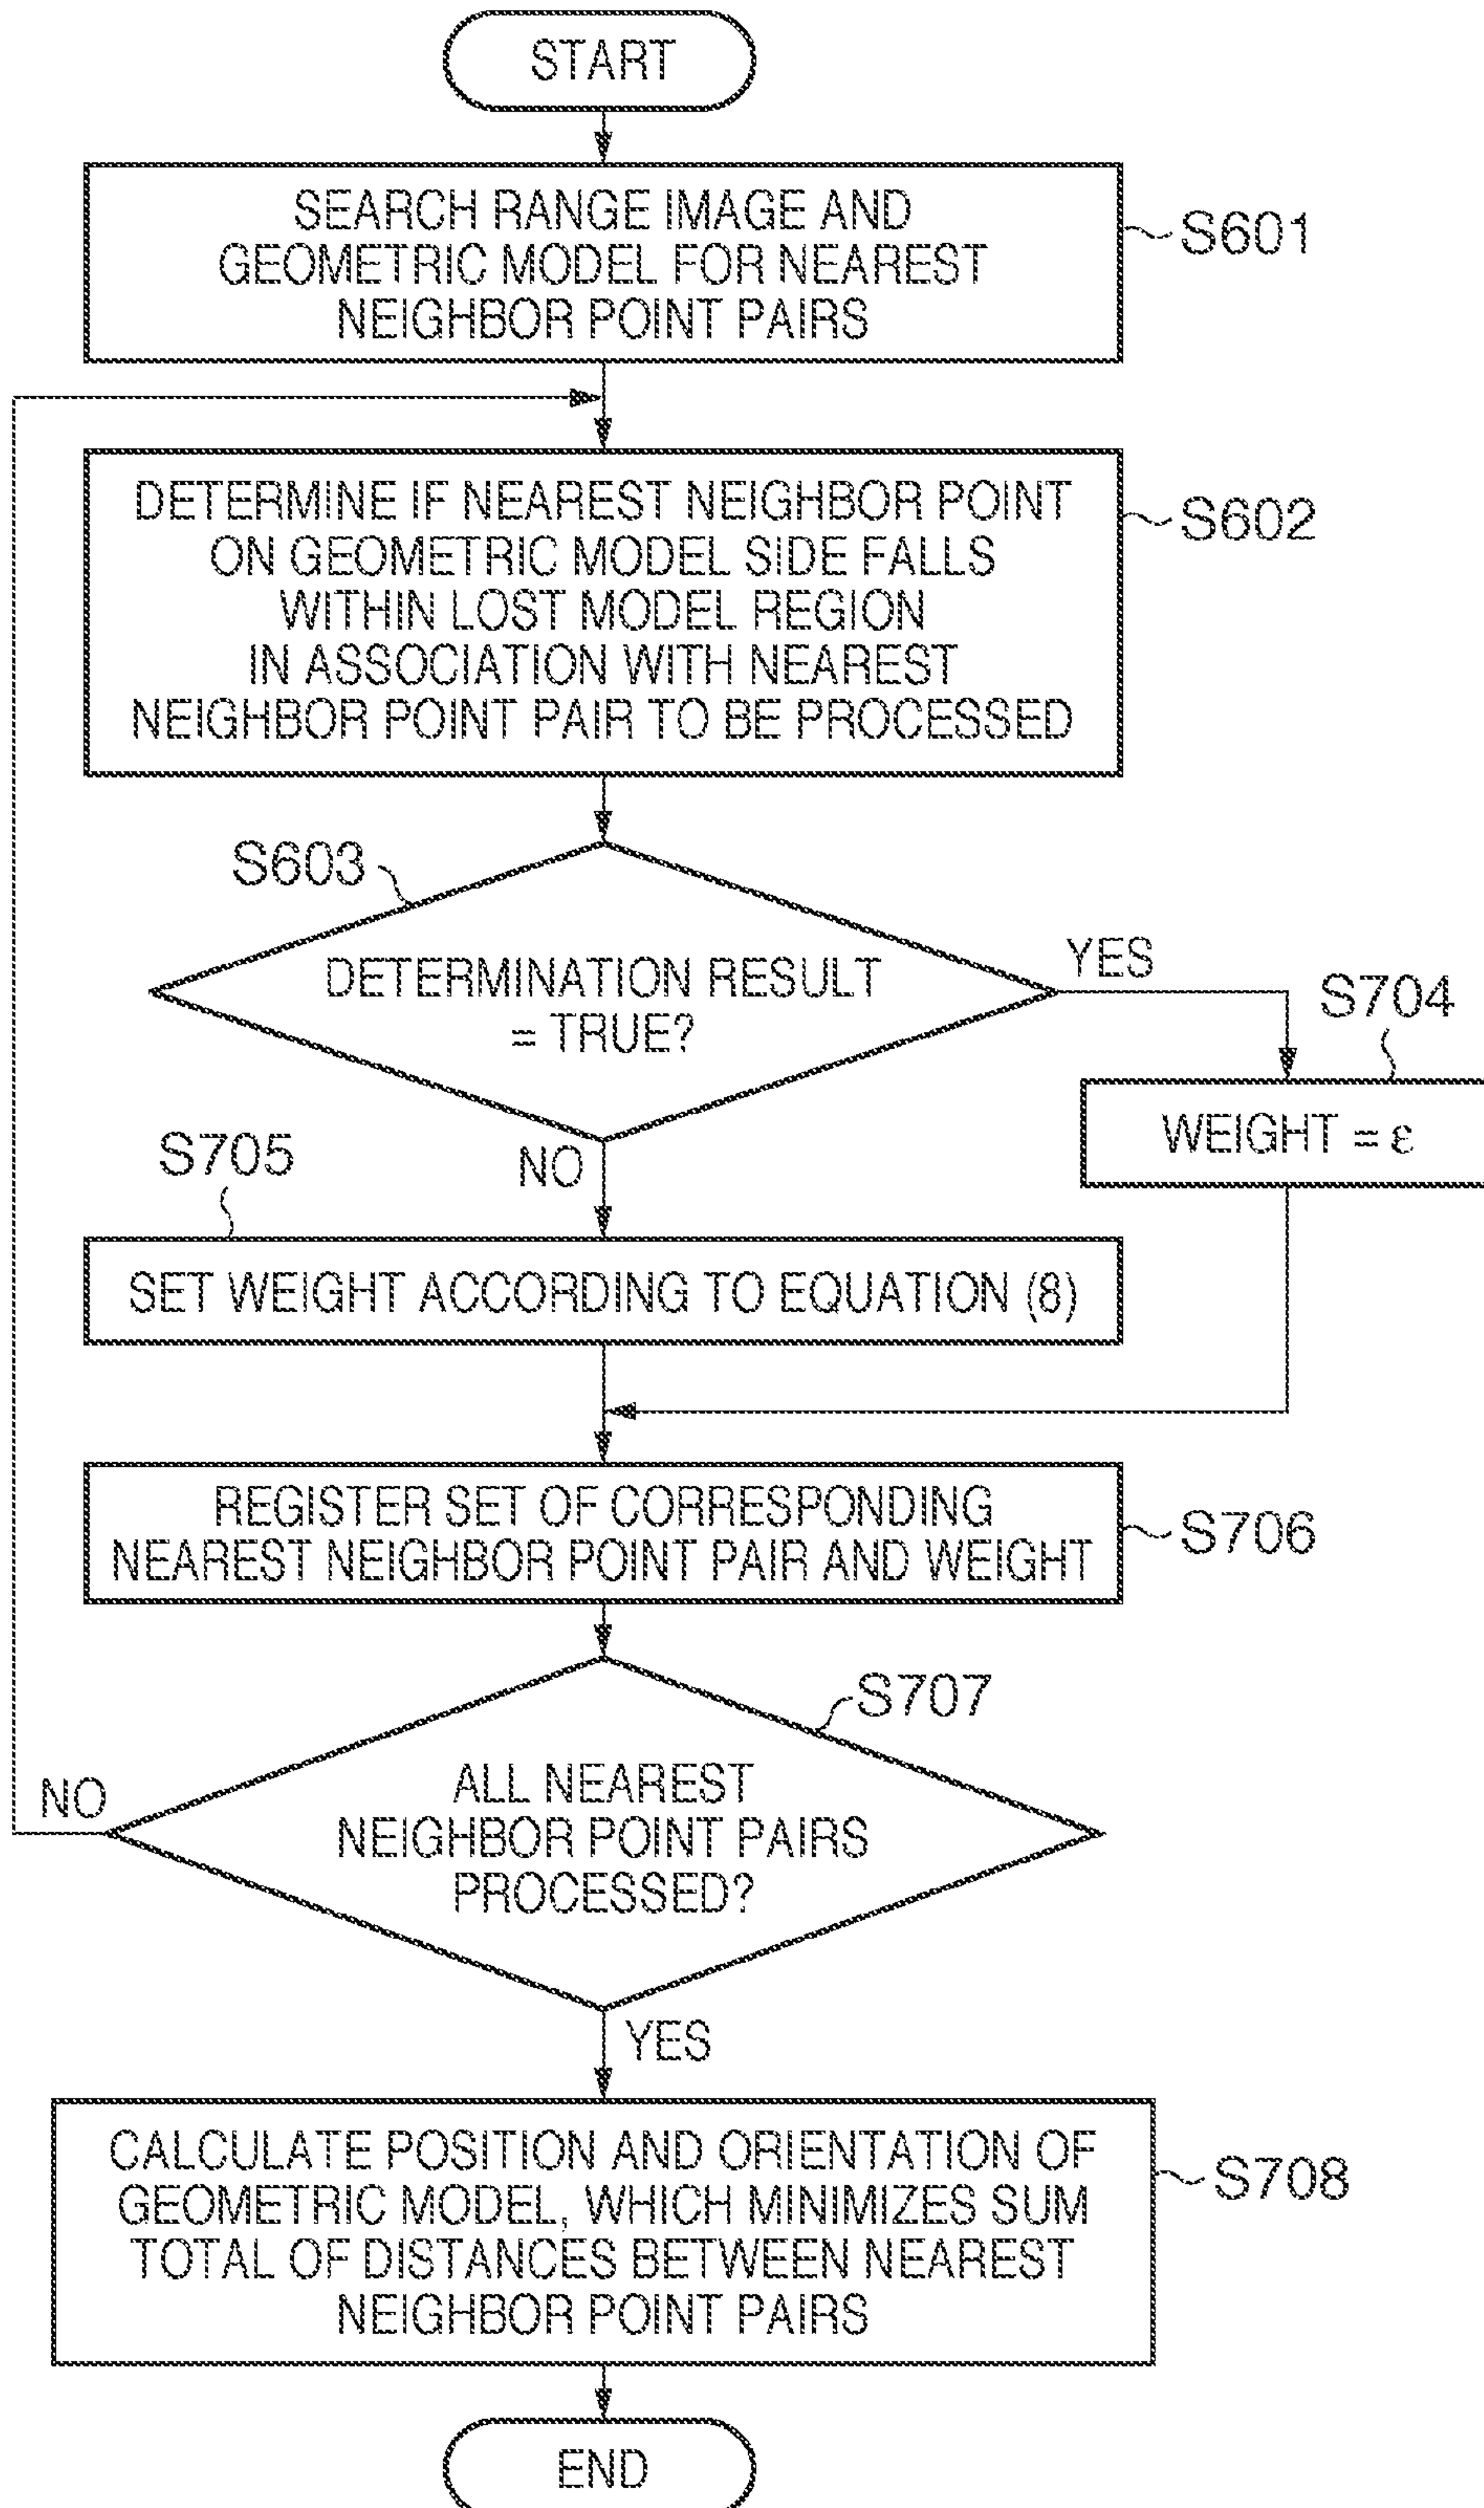 START
SEARCH RANGE IMAGE AND
GEOMETRIC MODEL FOR NEAREST
NEIGHBOR POINT PAIRS
S601
DETERMINE IF NEAREST NEIGHBOR POINT
ON GEOMETRIC MODEL SIDE FALLS
WITHIN LOST MODEL REGION
IN ASSOCIATION WITH NEAREST
NEIGHBOR POINT PAIR TO BE PROCESSED
S602
S603
DETERMINATION RESULT
= TRUE?
YES
S704
WEIGHT = ε
NO
S705
SET WEIGHT ACCORDING TO EQUATION (8)
REGISTER SET OF CORRESPONDING
NEAREST NEIGHBOR POINT PAIR AND WEIGHT
S706
S707
ALL NEAREST
NEIGHBOR POINT PAIRS
PROCESSED?
NO
YES
CALCULATE POSITION AND ORIENTATION OF
GEOMETRIC MODEL, WHICH MINIMIZES SUM
TOTAL OF DISTANCES BETWEEN NEAREST
NEIGHBOR POINT PAIRS
S708
END